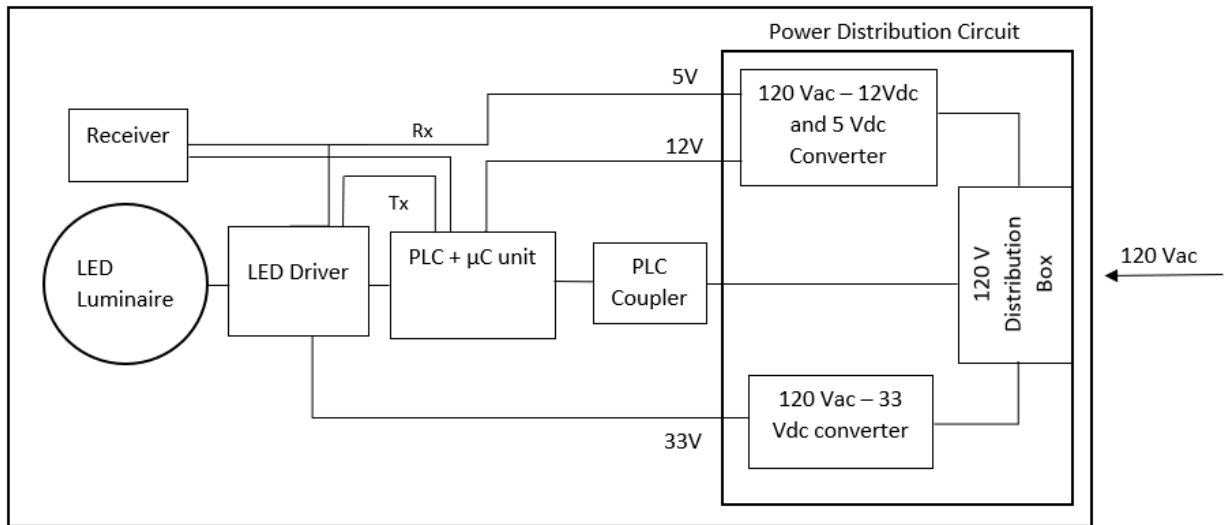 Power Distribution Circuit
5V
120 Vac – 12Vdc
and 5 Vdc
Converter
Receiver
Rx
12V
Tx
LED
Luminaire
LED Driver
PLC + µC unit
PLC
Coupler
120 V
Distribution
Box
120 Vac
120 Vac – 33
Vdc converter
33V